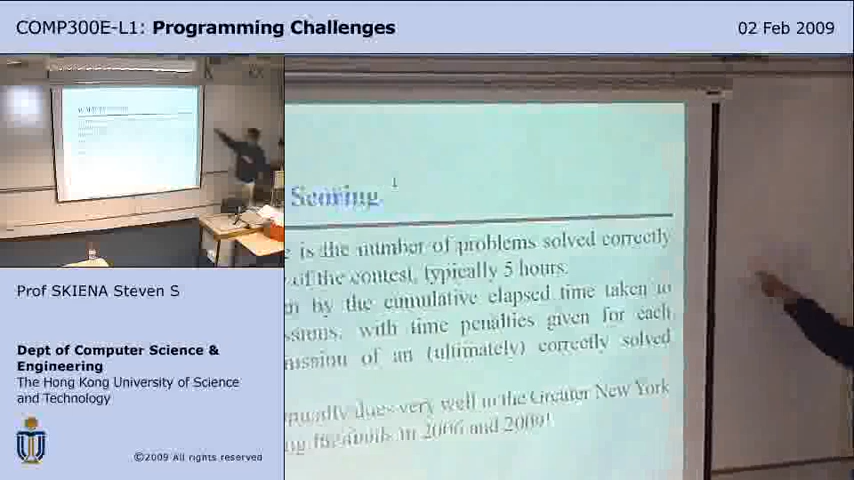 COMP300E-L1: Programming Challenges
02 Feb 2009
Scoring
is the number of problems solved correctly
of the contest, typically 5 hours.
by the cumulative elapsed time taken to
with time penalties given for each
of an (ultimately) correctly solved
does very well in the Greater New York
in 2006 and 2009!
Prof SKIENA Steven S
Dept of Computer Science &
Engineering
The Hong Kong University of Science
and Technology
©2009 All rights reserved